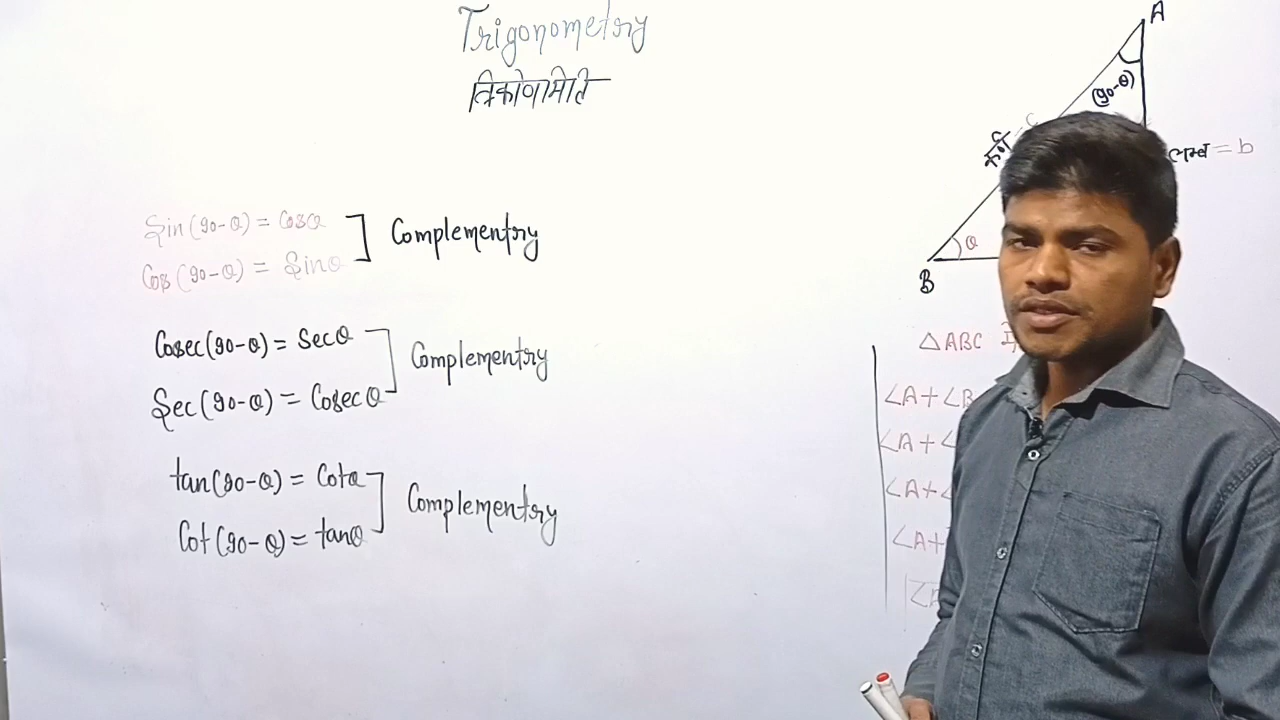 Trigonometry
त्रिकोणमिति
Sin(90-θ) = Cosθ
Cos(90-θ) = Sinθ
Complementry
Cosec(90-θ) = Secθ
Sec(90-θ) = Cosecθ
Complementry
tan(90-θ) = Cotθ
Cot(90-θ) = tanθ
Complementry
A
(90-θ)
कर्ण = c
लम्ब = b
θ
B
△ABC में
∠A+∠B
∠A+∠
∠A+∠
∠A+